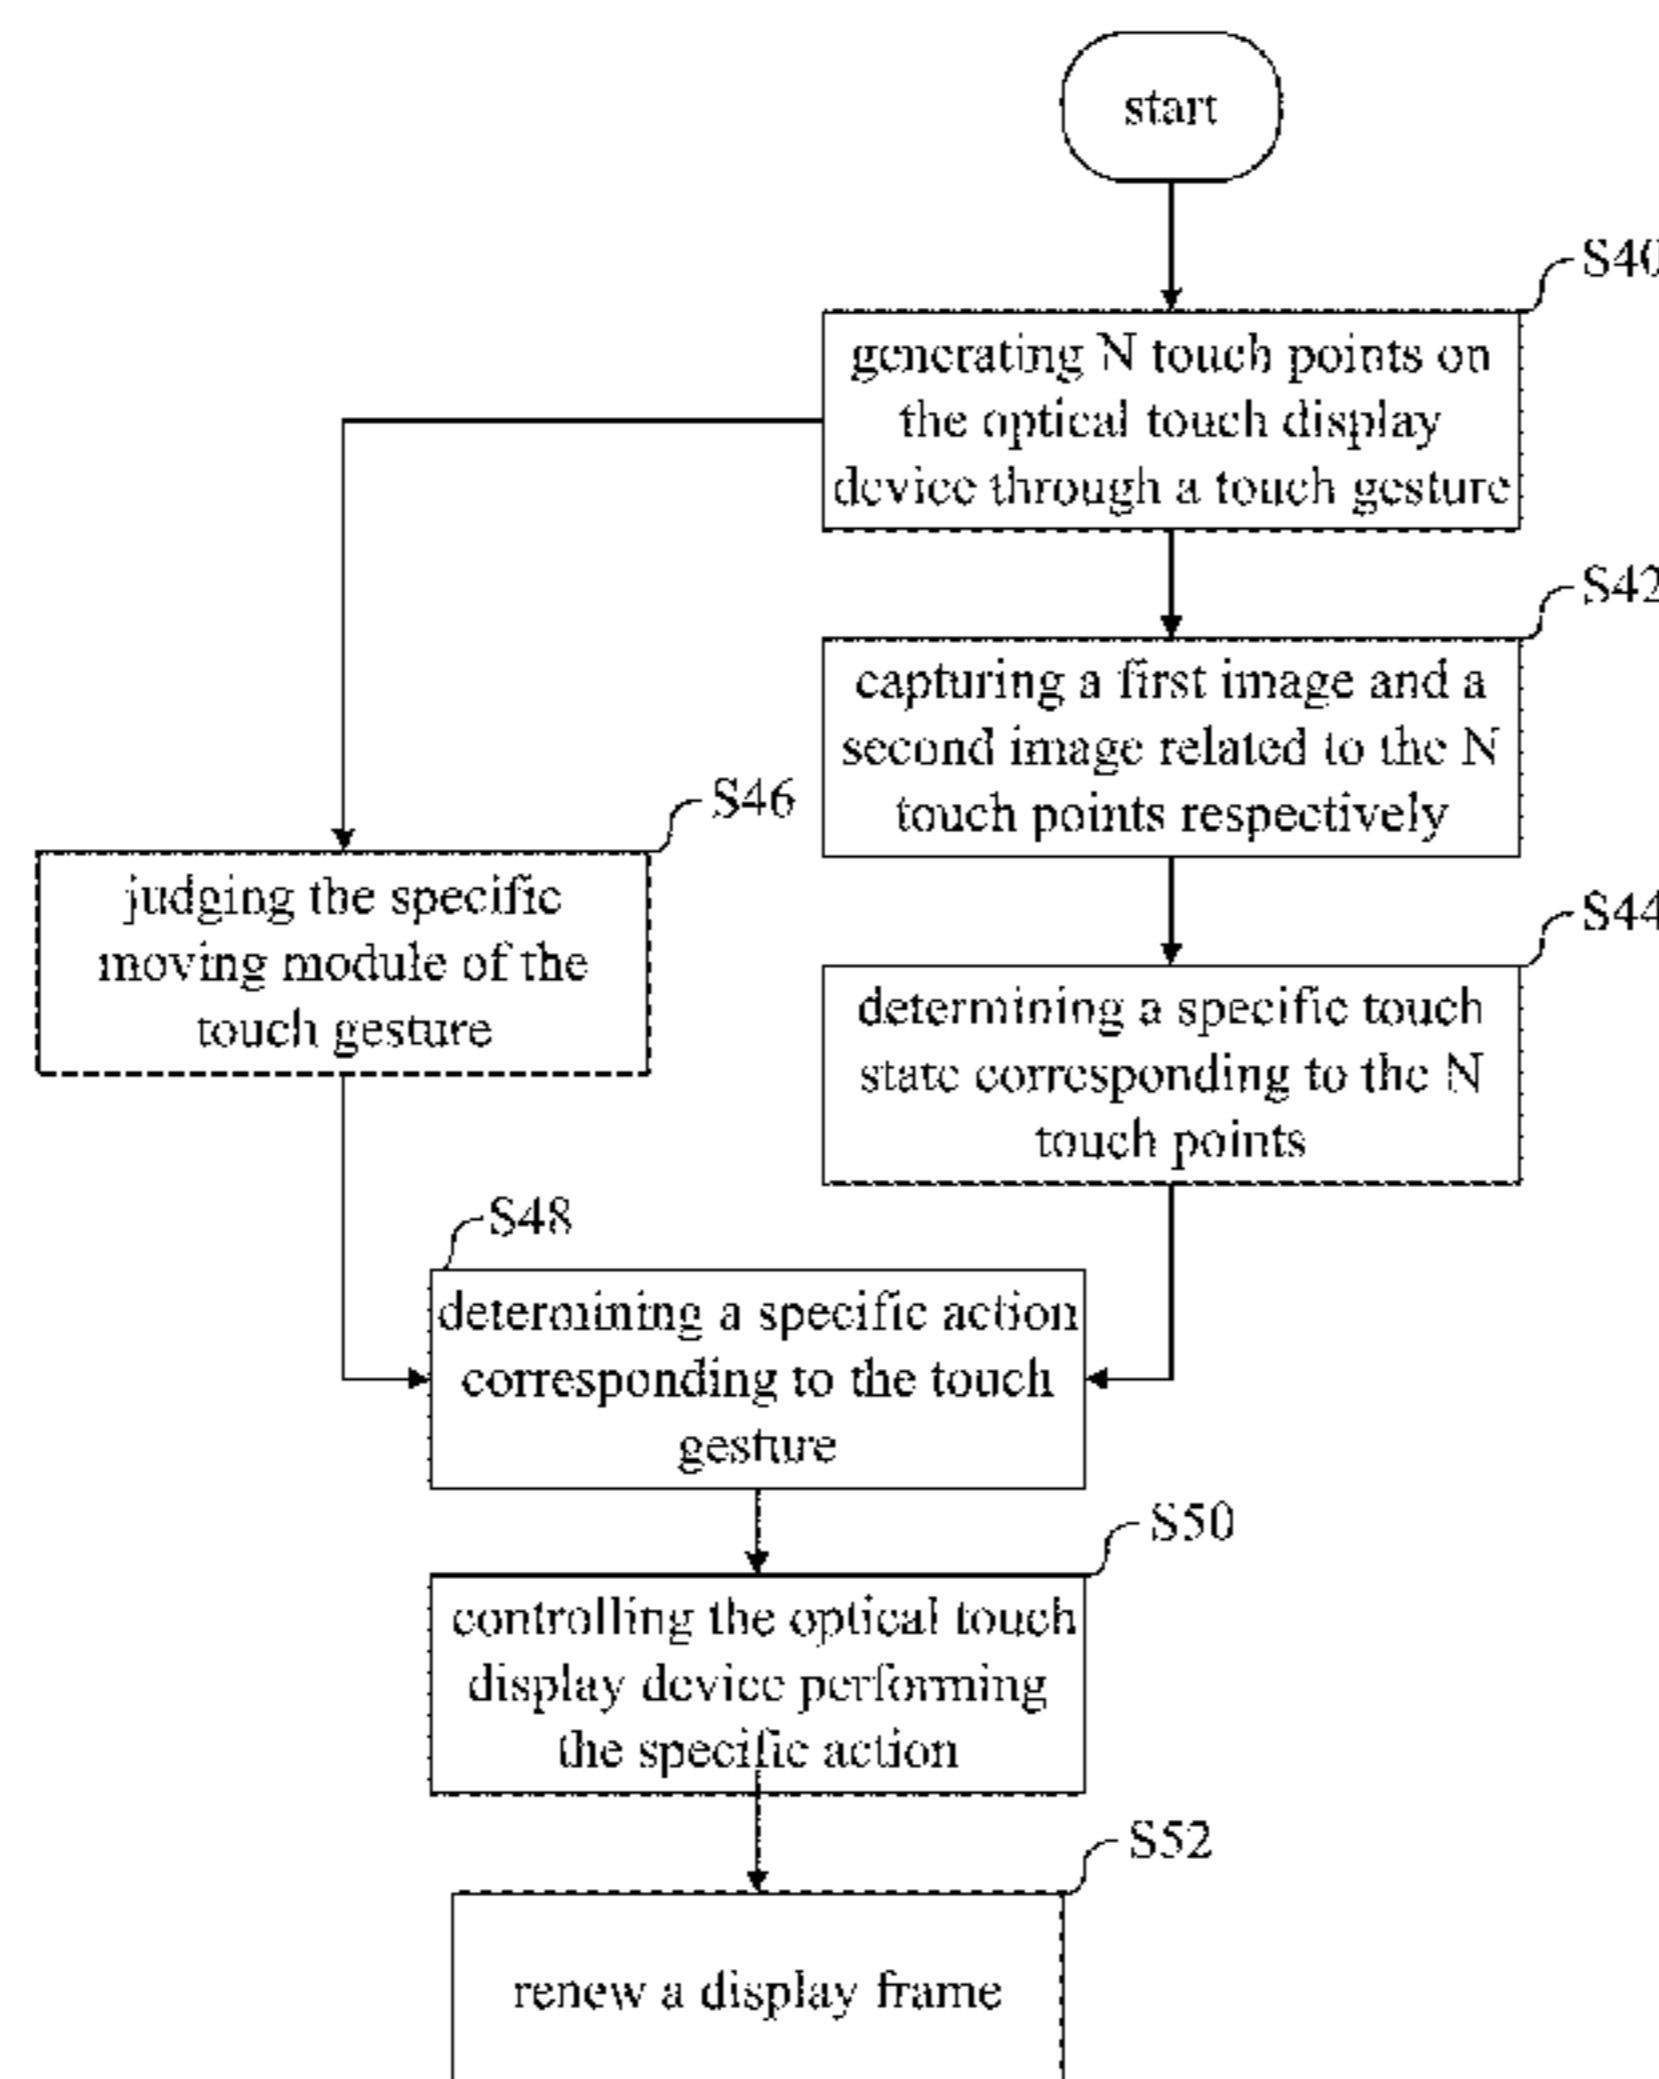 start
S40
generating N touch points on
the optical touch display
device through a touch gesture
S42
capturing a first image and a
second image related to the N
touch points respectively
S46
judging the specific
moving module of the
touch gesture
S44
determining a specific touch
state corresponding to the N
touch points
S48
determining a specific action
corresponding to the touch
gesture
S50
controlling the optical touch
display device performing
the specific action
S52
renew a display frame